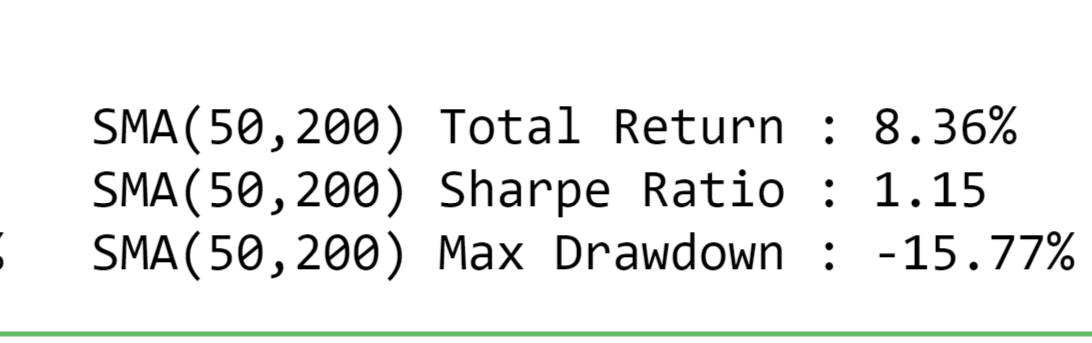 SMA(50,200) Total Return : 8.36%
SMA(50,200) Sharpe Ratio : 1.15
% SMA(50,200) Max Drawdown : -15.77%